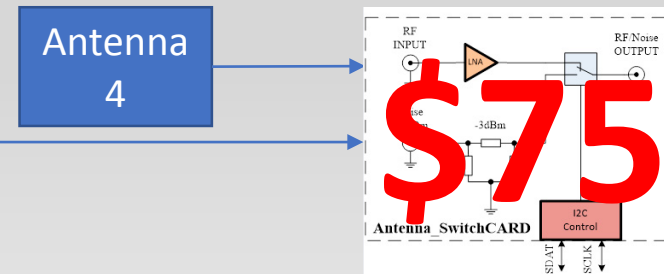 Antenna
4
RF
INPUT
RF/Noise
OUTPUT
LNA
-3dBm
$75
Antenna_SwitchCARD
I2C
Control
SDAT
SCLK